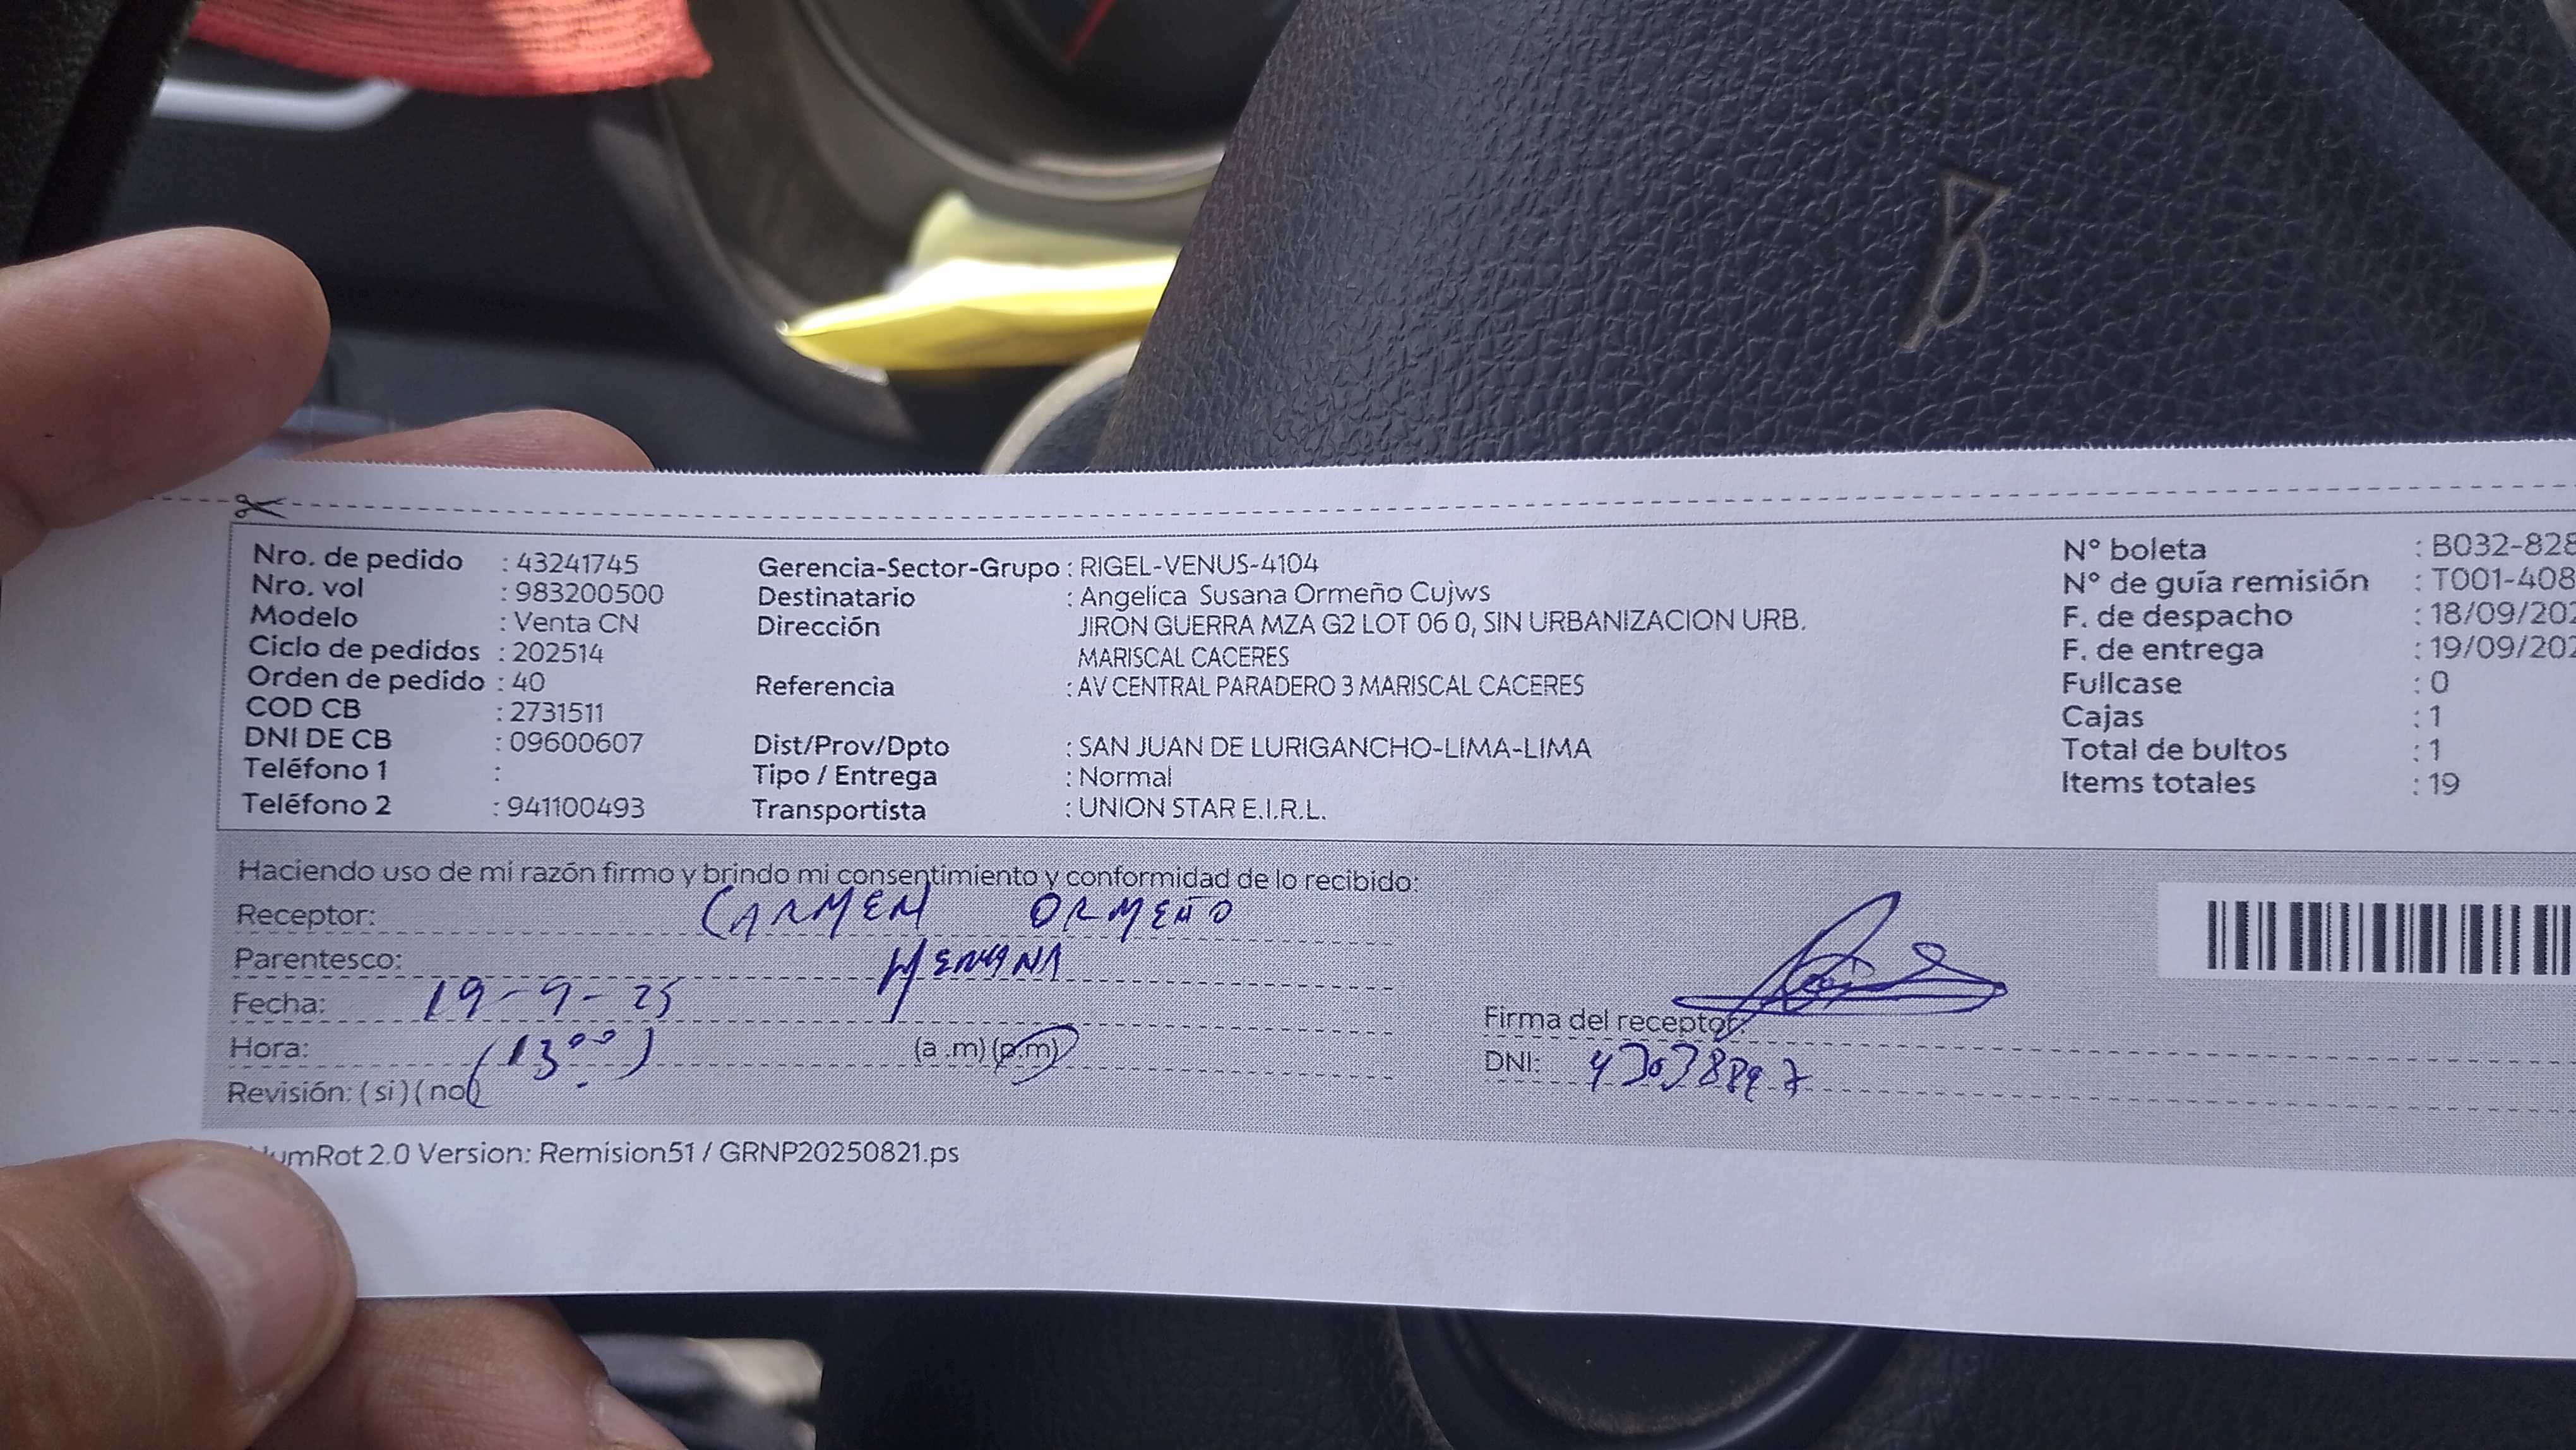 Nro. de pedido : 43241745
Nro. vol : 983200500
Modelo : Venta CN
Ciclo de pedidos : 202514
Orden de pedido : 40
COD CB : 2731511
DNI DE CB : 09600607
Teléfono 1 :
Teléfono 2 : 941100493
Gerencia-Sector-Grupo : RIGEL-VENUS-4104
Destinatario : Angelica Susana Ormeño Cujws
Dirección JIRON GUERRA MZA G2 LOT 06 0, SIN URBANIZACION URB.
MARISCAL CACERES
Referencia : AV CENTRAL PARADERO 3 MARISCAL CACERES
Dist/Prov/Dpto : SAN JUAN DE LURIGANCHO-LIMA-LIMA
Tipo / Entrega : Normal
Transportista : UNION STAR E.I.R.L.
N° boleta : B032-828
N° de guía remisión : T001-408
F. de despacho : 18/09/202
F. de entrega : 19/09/202
Fullcase : 0
Cajas : 1
Total de bultos : 1
Items totales : 19
Haciendo uso de mi razón firmo y brindo mi consentimiento y conformidad de lo recibido:
Receptor: CARMEN ORMEÑO
Parentesco: HERMANA
Fecha: 19-9-25
Hora: (13⁰⁰) (a .m) (p.m)
Revisión: ( si ) ( no(
Firma del receptor:
DNI:
umRot 2.0 Version: Remision51 / GRNP20250821.ps